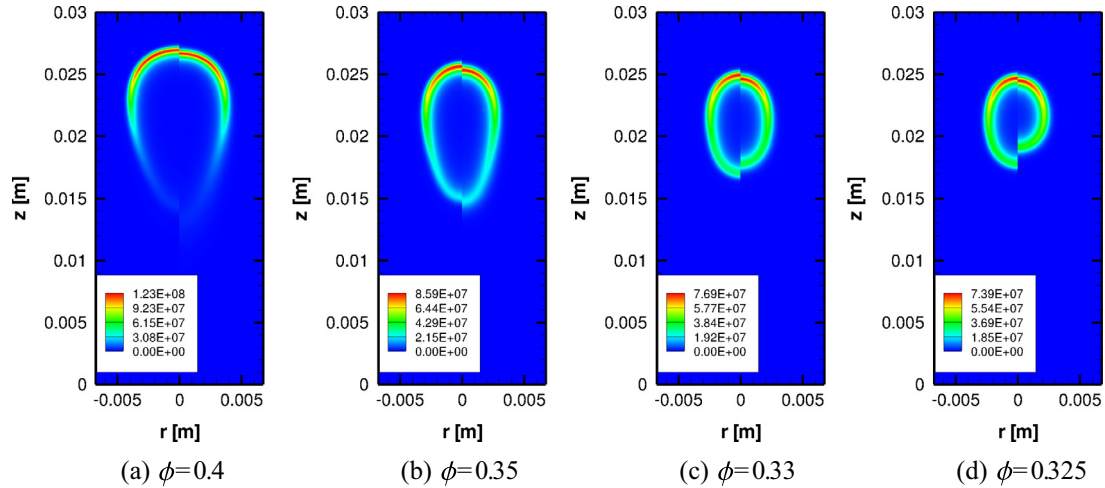 0.03
0.025
0.02
0.015
0.01
0.005
0
z [m]
1.23E+08
9.23E+07
6.15E+07
3.08E+07
0.00E+00
-0.005 0 0.005
r [m]
(a) ϕ=0.4
0.03
0.025
0.02
0.015
0.01
0.005
0
z [m]
8.59E+07
6.44E+07
4.29E+07
2.15E+07
0.00E+00
-0.005 0 0.005
r [m]
(b) ϕ=0.35
0.03
0.025
0.02
0.015
0.01
0.005
0
z [m]
7.69E+07
5.77E+07
3.84E+07
1.92E+07
0.00E+00
-0.005 0 0.005
r [m]
(c) ϕ=0.33
0.03
0.025
0.02
0.015
0.01
0.005
0
z [m]
7.39E+07
5.54E+07
3.69E+07
1.85E+07
0.00E+00
-0.005 0 0.005
r [m]
(d) ϕ=0.325